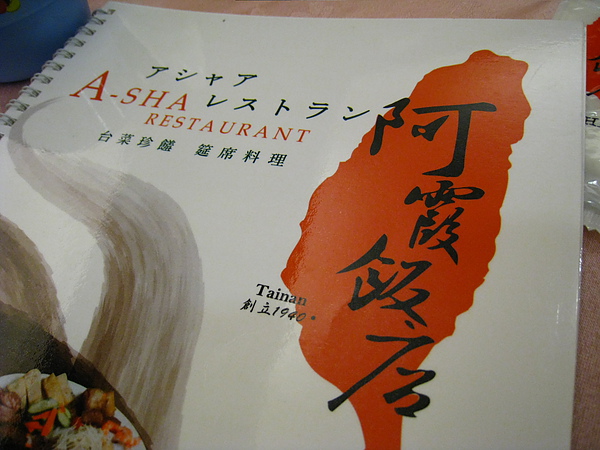 アシャア
A-SHA レストラン
RESTAURANT
台菜珍饈 筵席料理
阿霞飯店
Tainan
創立1940。